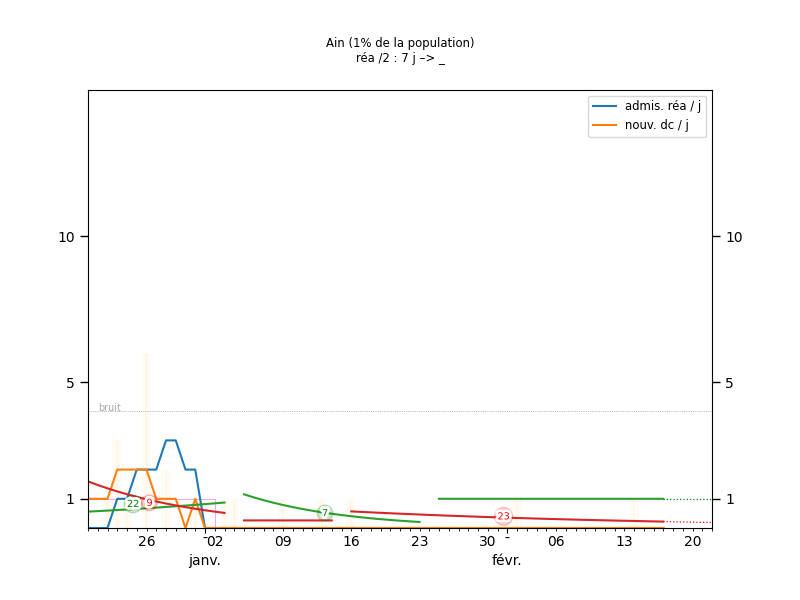 Ain (1% de la population)
réa /2 : 7 j –> _
admis. réa / j
nouv. dc / j
10
10
5
5
bruit
1
1
22
9
7
23
26
02
09
16
23
30
06
13
20
janv.
févr.